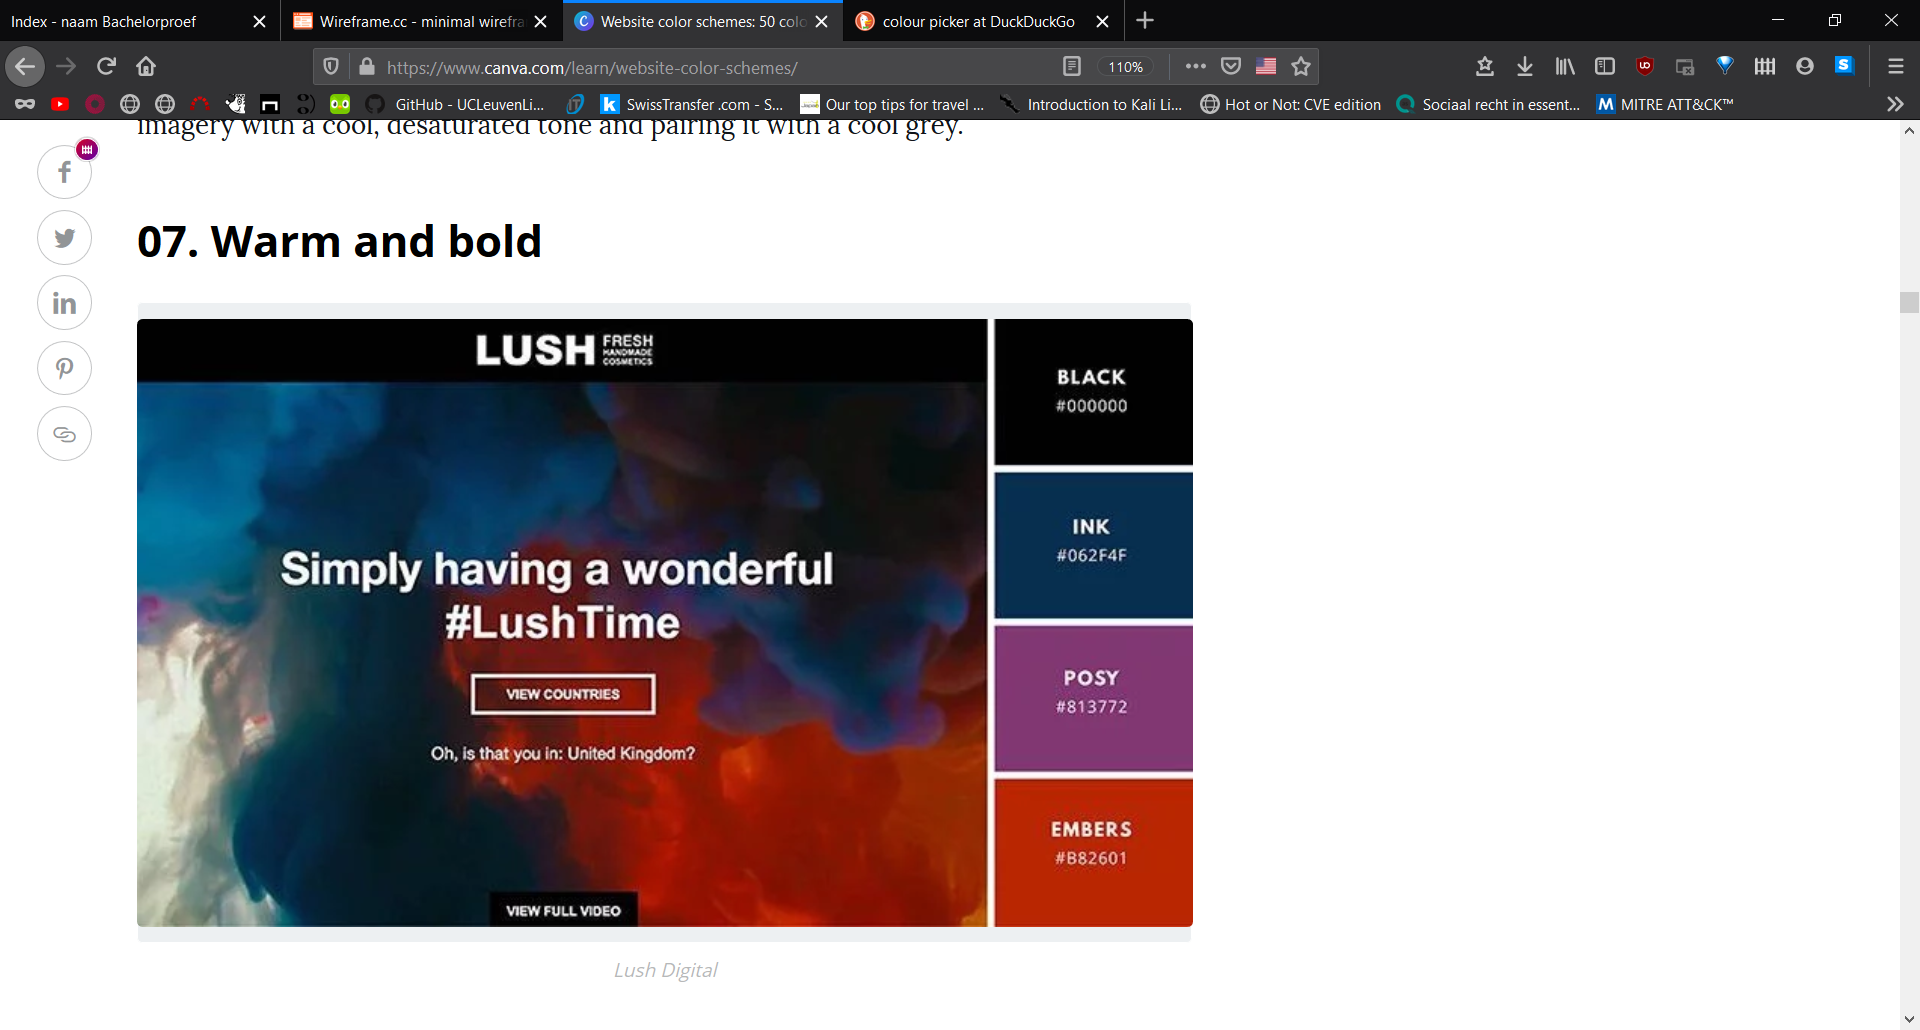 Index - naam Bachelorproef
Wireframe.cc - minimal wirefra
Website color schemes: 50 colo
colour picker at DuckDuckGo
https://www.canva.com/learn/website-color-schemes/
110%
GitHub - UCLeuvenLi...
SwissTransfer .com - S...
Our top tips for travel ...
Introduction to Kali Li...
Hot or Not: CVE edition
Sociaal recht in essent...
MITRE ATT&CK™
imagery with a cool, desaturated tone and pairing it with a cool grey.
07. Warm and bold
LUSH FRESH
HANDMADE
COSMETICS
Simply having a wonderful
#LushTime
VIEW COUNTRIES
Oh, is that you in: United Kingdom?
VIEW FULL VIDEO
BLACK
#000000
INK
#062F4F
POSY
#813772
EMBERS
#B82601
Lush Digital